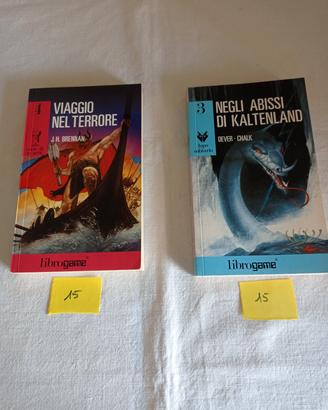 4
VIAGGIO
NEL TERRORE
J.H. BRENNAN
librogame
15
3
NEGLI ABISSI
DI KALTENLAND
DEVER - CHALK
lupo
solitario
librogame
15